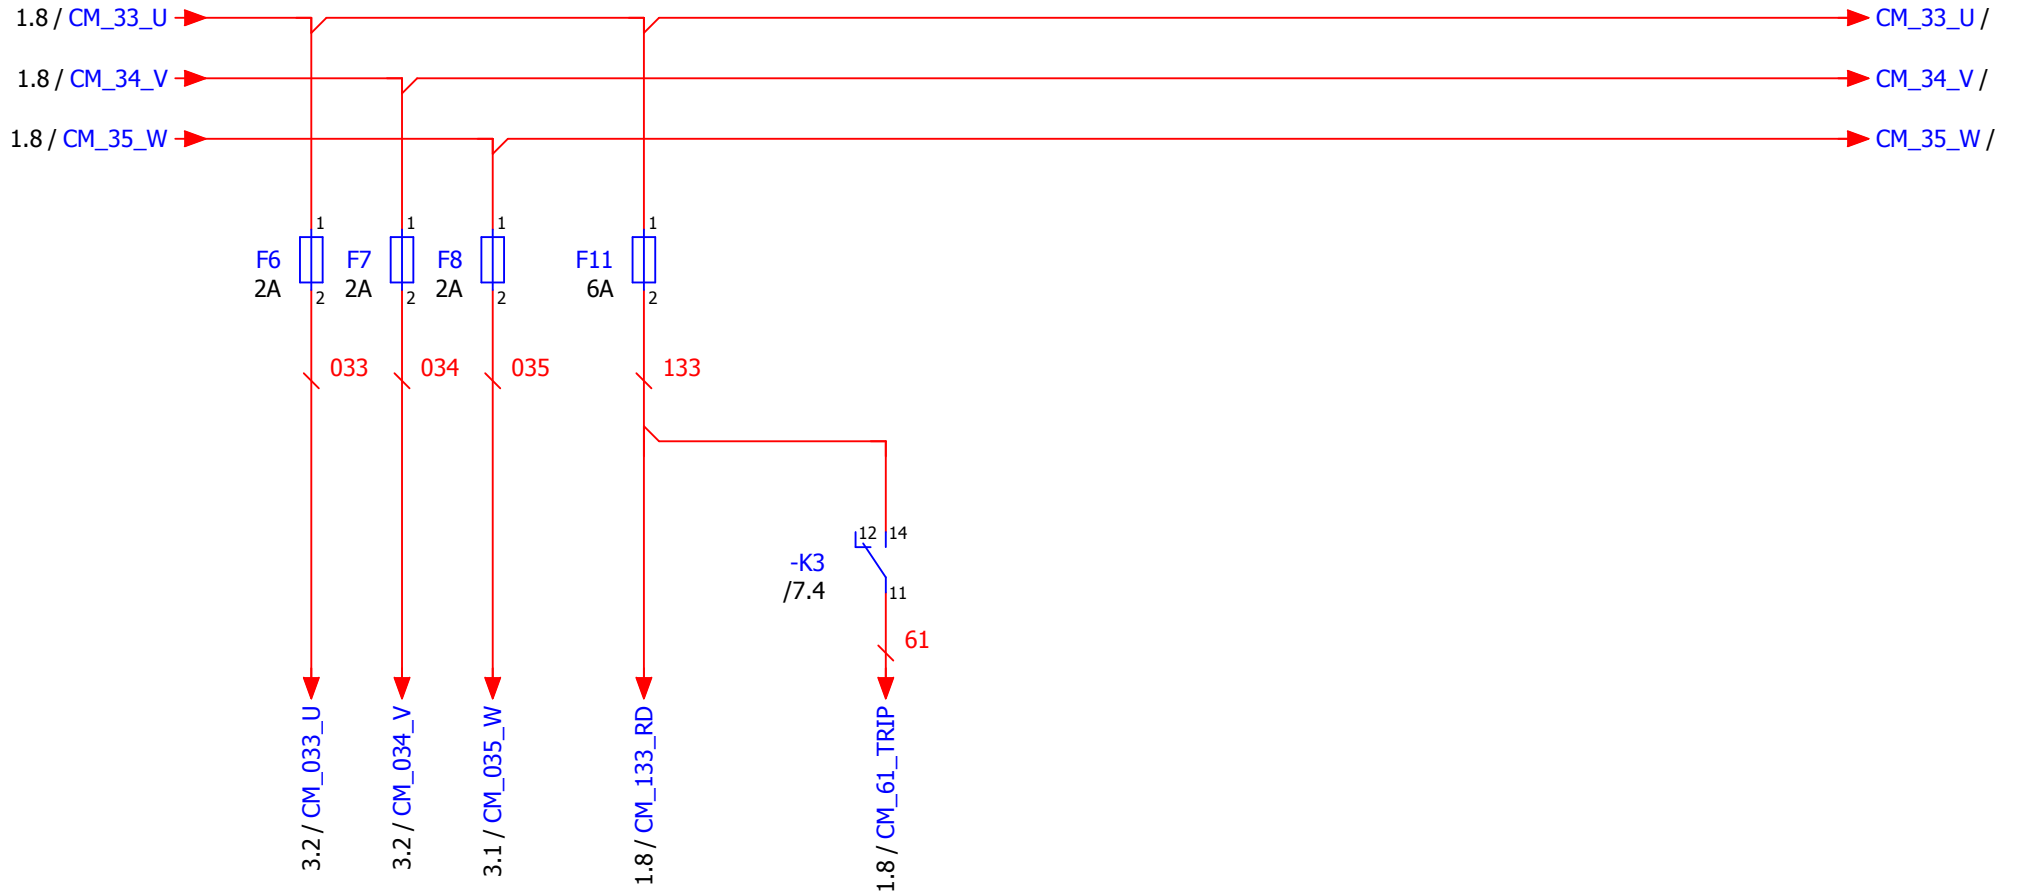 1.8 / CM_33_U
CM_33_U /
1.8 / CM_34_V
CM_34_V /
1.8 / CM_35_W
CM_35_W /
1
1
1
1
F6
F7
F8
F11
2A
2A
2A
6A
2
2
2
2
033
034
035
133
12
14
-K3
/7.4
11
61
3.2 / CM_033_U
3.2 / CM_034_V
3.1 / CM_035_W
1.8 / CM_133_RD
1.8 / CM_61_TRIP